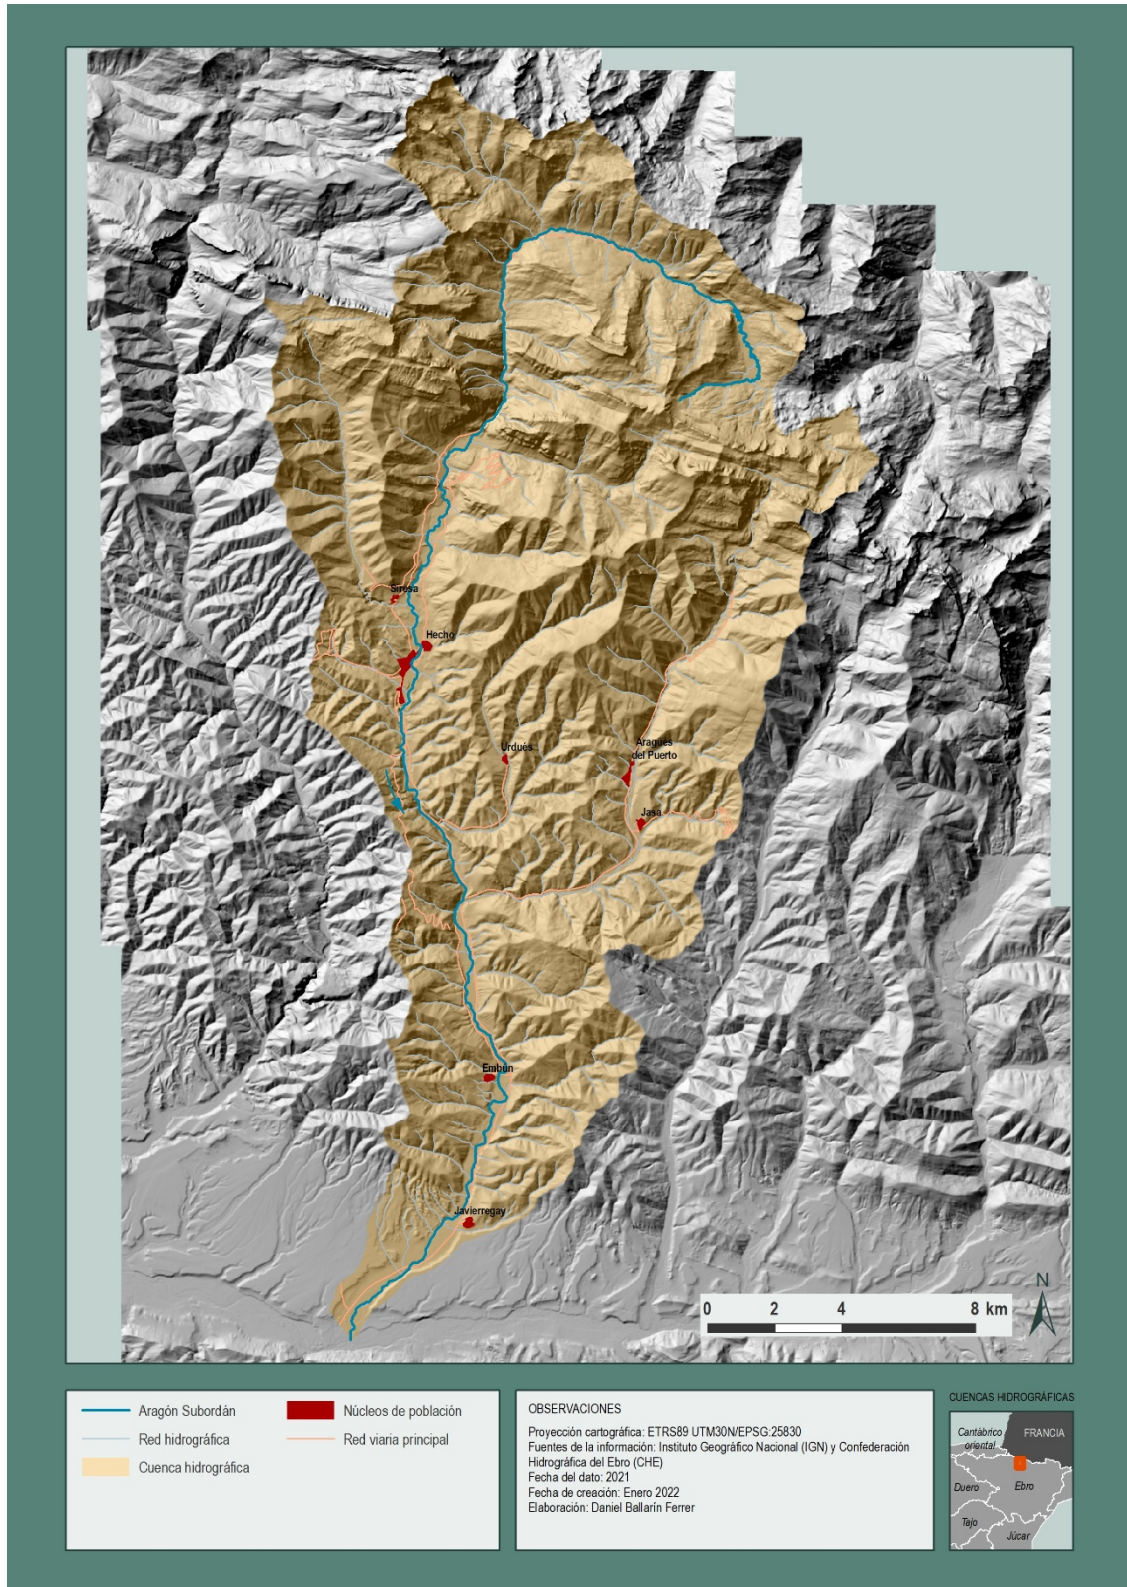 Siresa
Hecho
Urdués
Aragüés
del Puerto
Jasa
Embún
Javierregay
N
0 2 4 8 km
Aragón Subordán
Red hidrográfica
Cuenca hidrográfica
Núcleos de población
Red viaria principal
OBSERVACIONES
Proyección cartográfica: ETRS89 UTM30N/EPSG:25830
Fuentes de la información: Instituto Geográfico Nacional (IGN) y Confederación
Hidrográfica del Ebro (CHE)
Fecha del dato: 2021
Fecha de creación: Enero 2022
Elaboración: Daniel Ballarín Ferrer
CUENCAS HIDROGRÁFICAS
Cantábrico
oriental
FRANCIA
Duero
Ebro
Tajo
Júcar